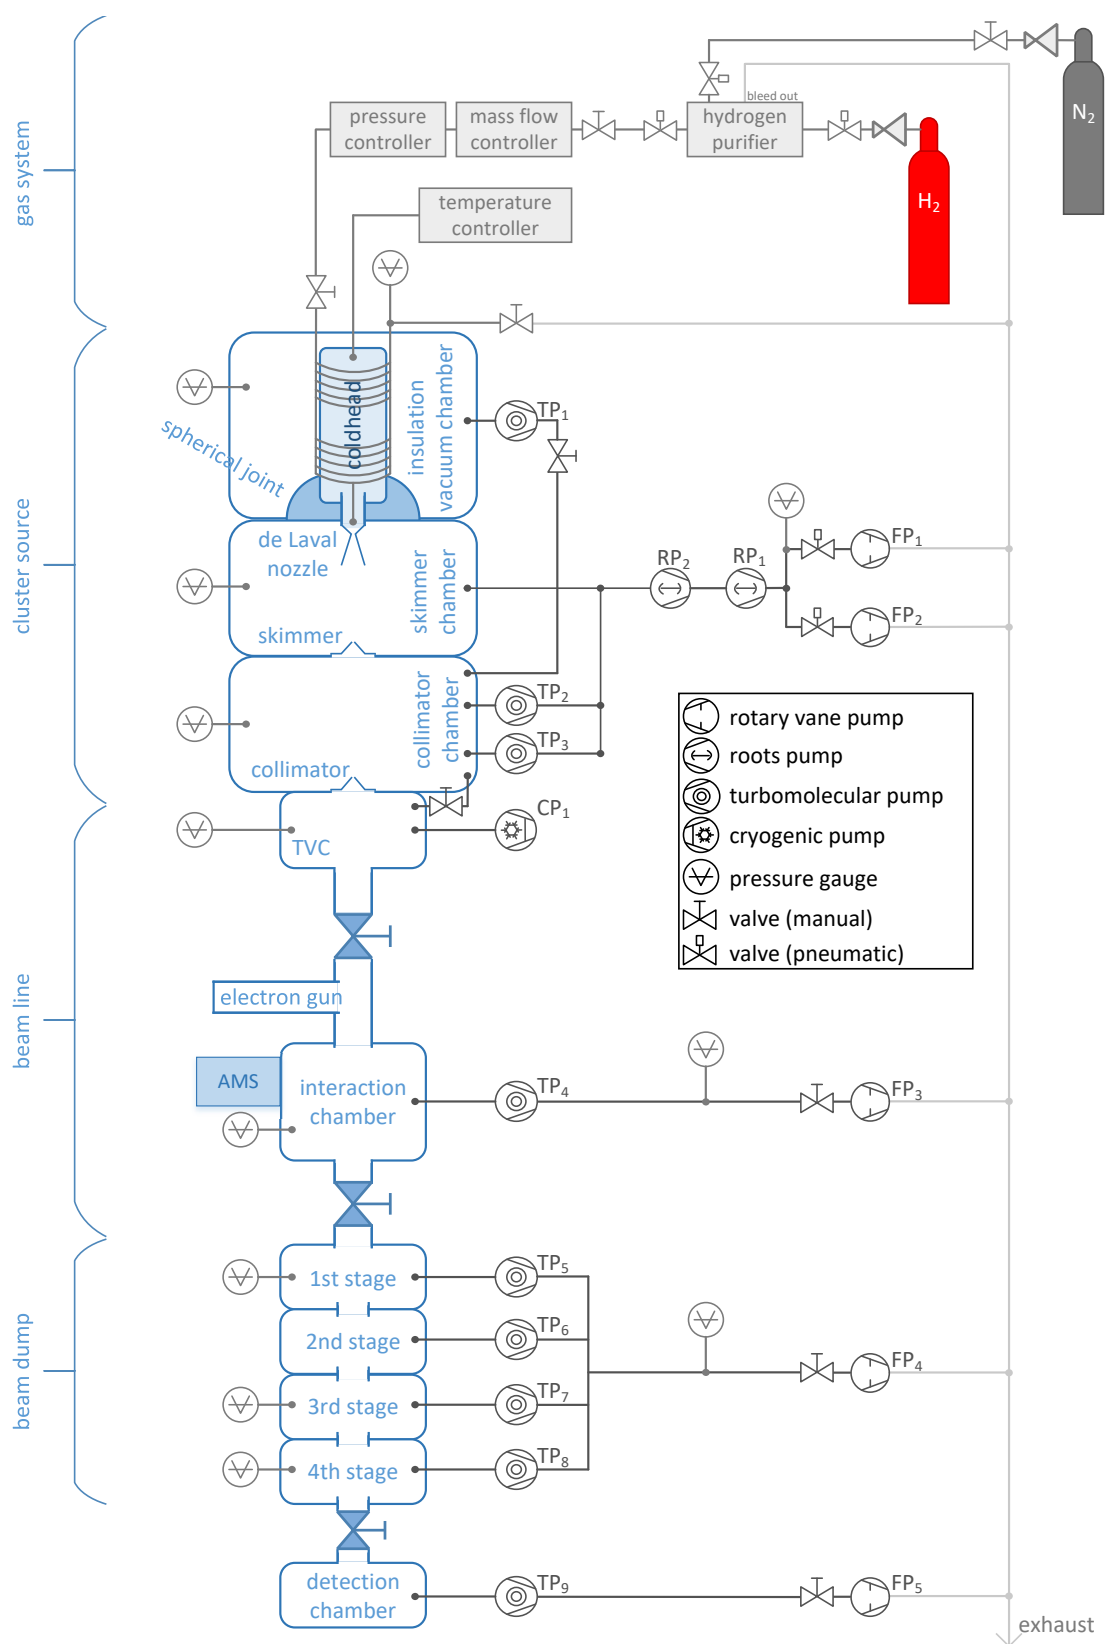 gas system
cluster source
beam line
beam dump
N2
bleed out
pressure
controller
mass flow
controller
hydrogen
purifier
H2
temperature
controller
coldhead
insulation
vacuum chamber
spherical joint
TP1
de Laval
nozzle
skimmer
chamber
skimmer
RP2
RP1
FP1
FP2
collimator
chamber
collimator
TP2
TP3
TVC
CP1
rotary vane pump
roots pump
turbomolecular pump
cryogenic pump
pressure gauge
valve (manual)
valve (pneumatic)
electron gun
AMS
interaction
chamber
TP4
FP3
1st stage
TP5
2nd stage
TP6
3rd stage
TP7
4th stage
TP8
FP4
detection
chamber
TP9
FP5
exhaust